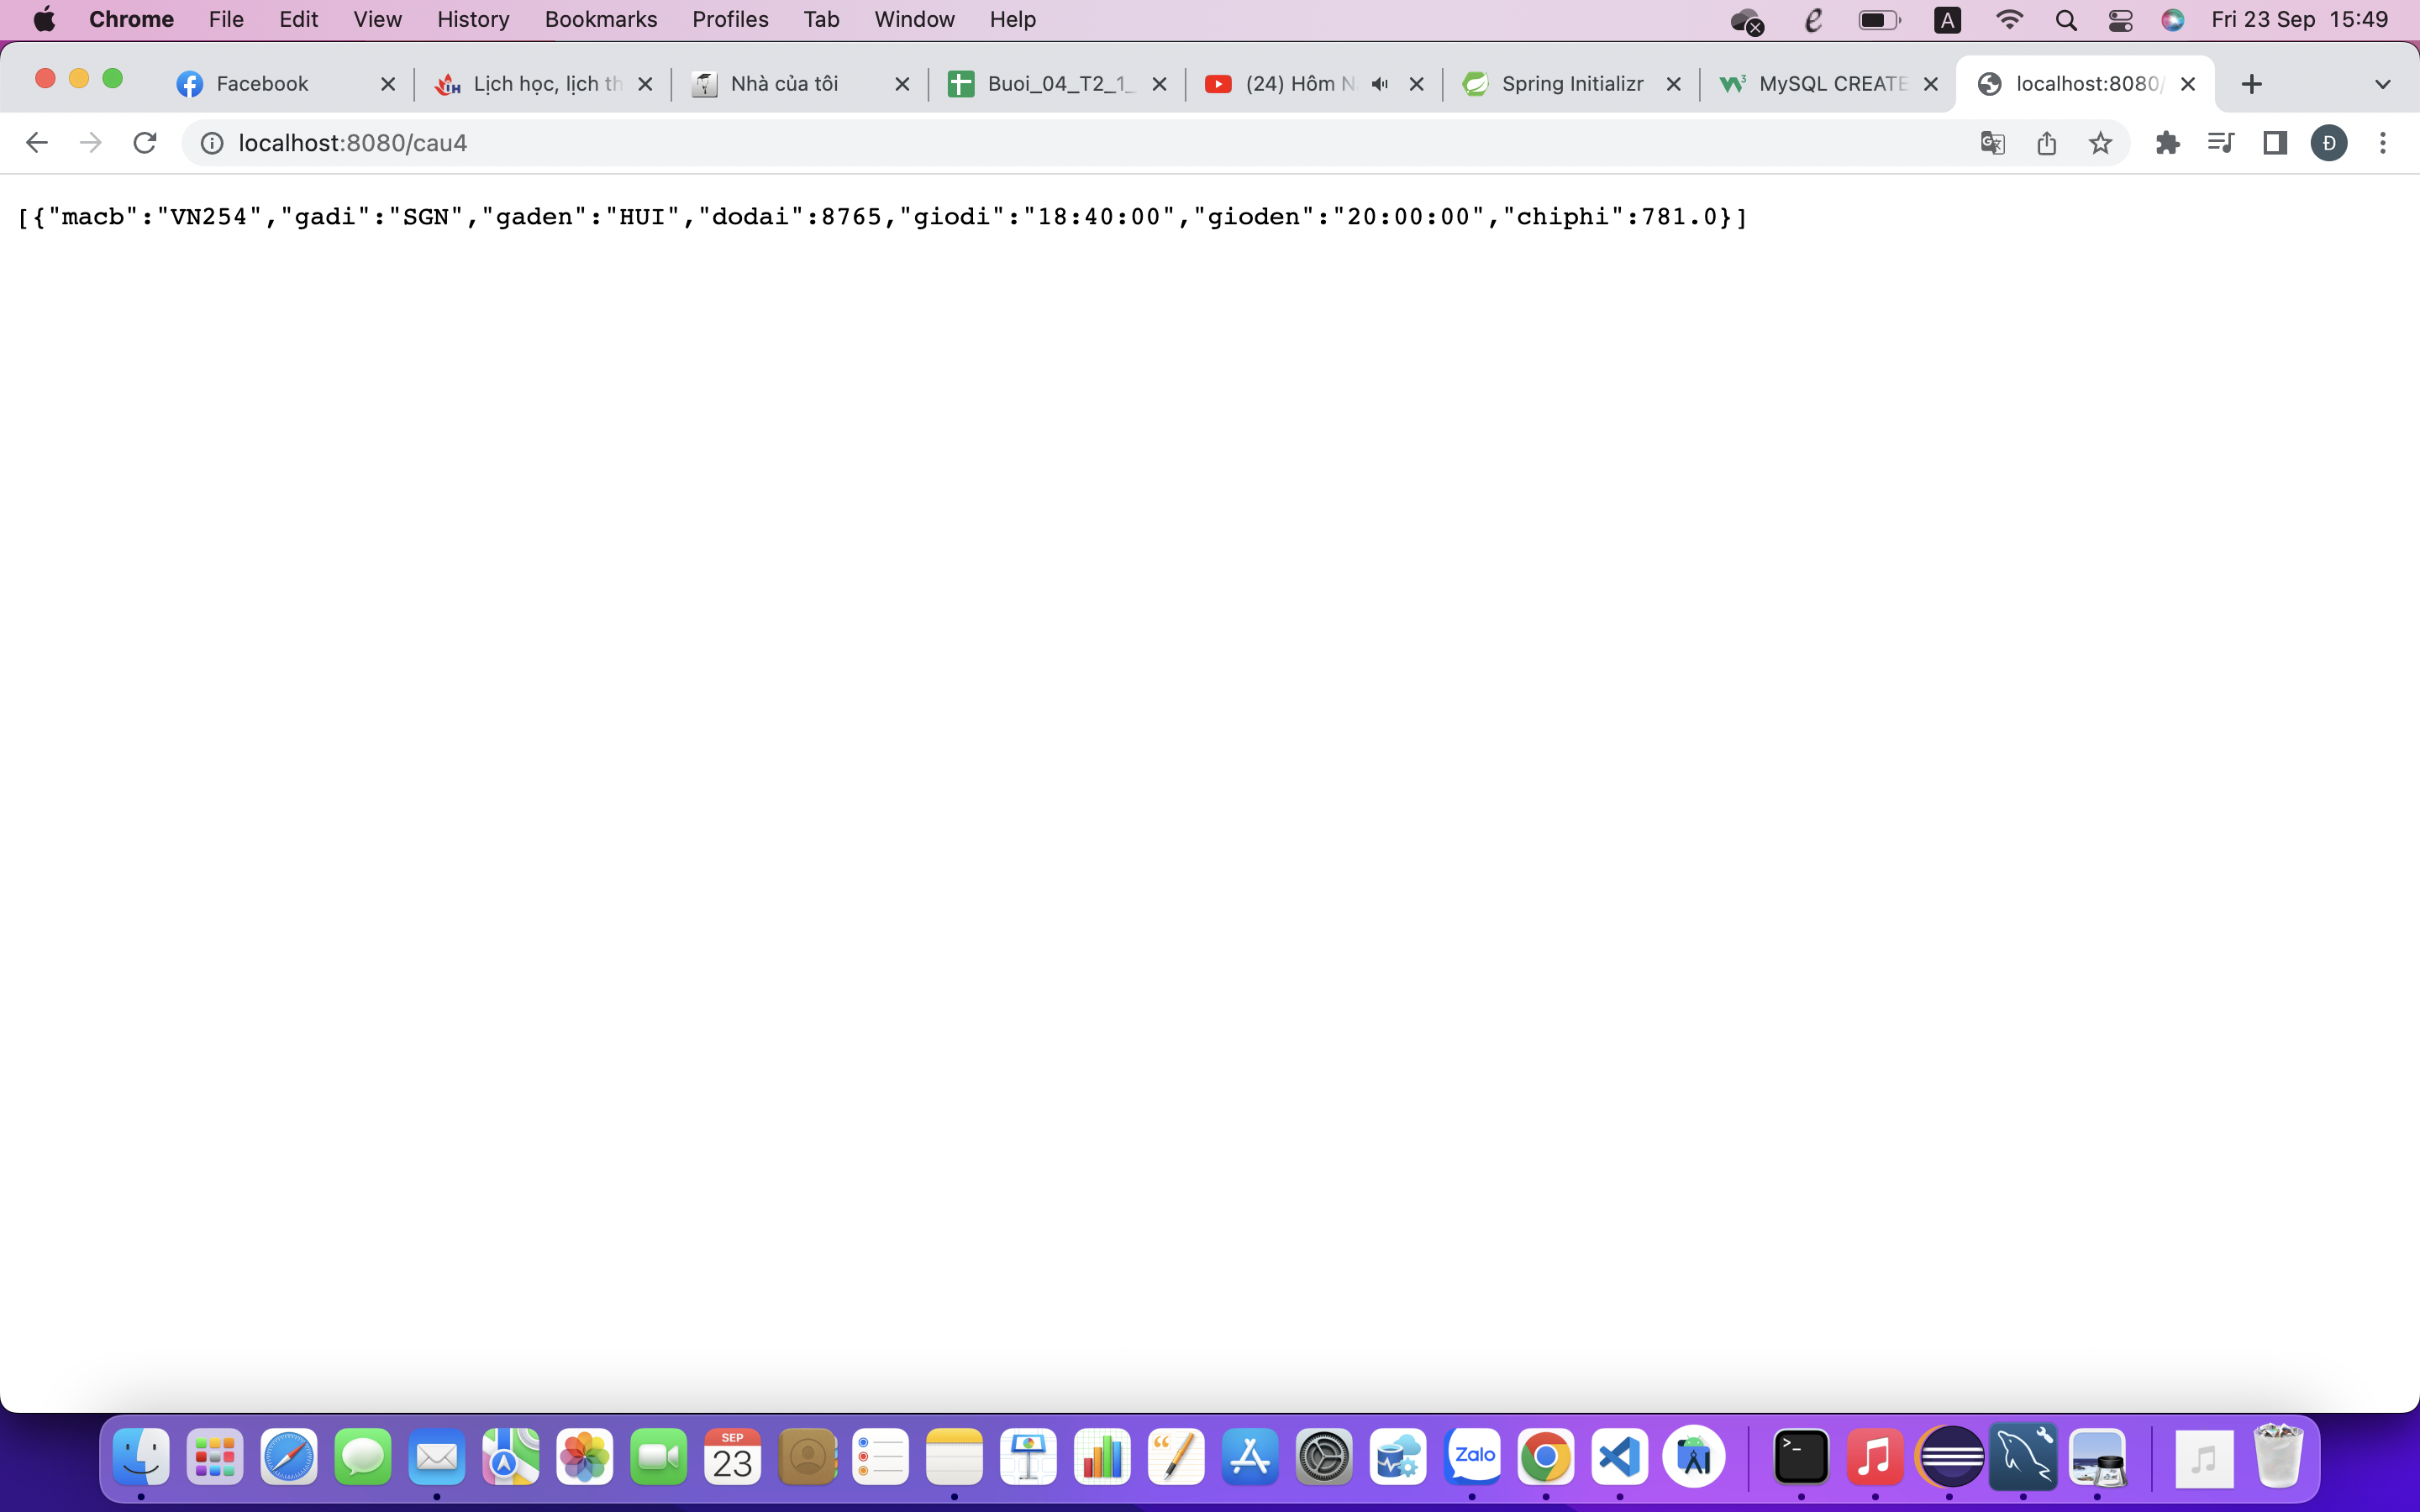 Chrome File Edit View History Bookmarks Profiles Tab Window Help A Fri 23 Sep 15:49
Facebook Lịch học, lịch th Nhà của tôi Buoi_04_T2_1_ (24) Hôm N Spring Initializr MySQL CREATE localhost:8080/
localhost:8080/cau4 Đ
[{"macb":"VN254","gadi":"SGN","gaden":"HUI","dodai":8765,"giodi":"18:40:00","gioden":"20:00:00","chiphi":781.0}]
SEP
23
Zalo